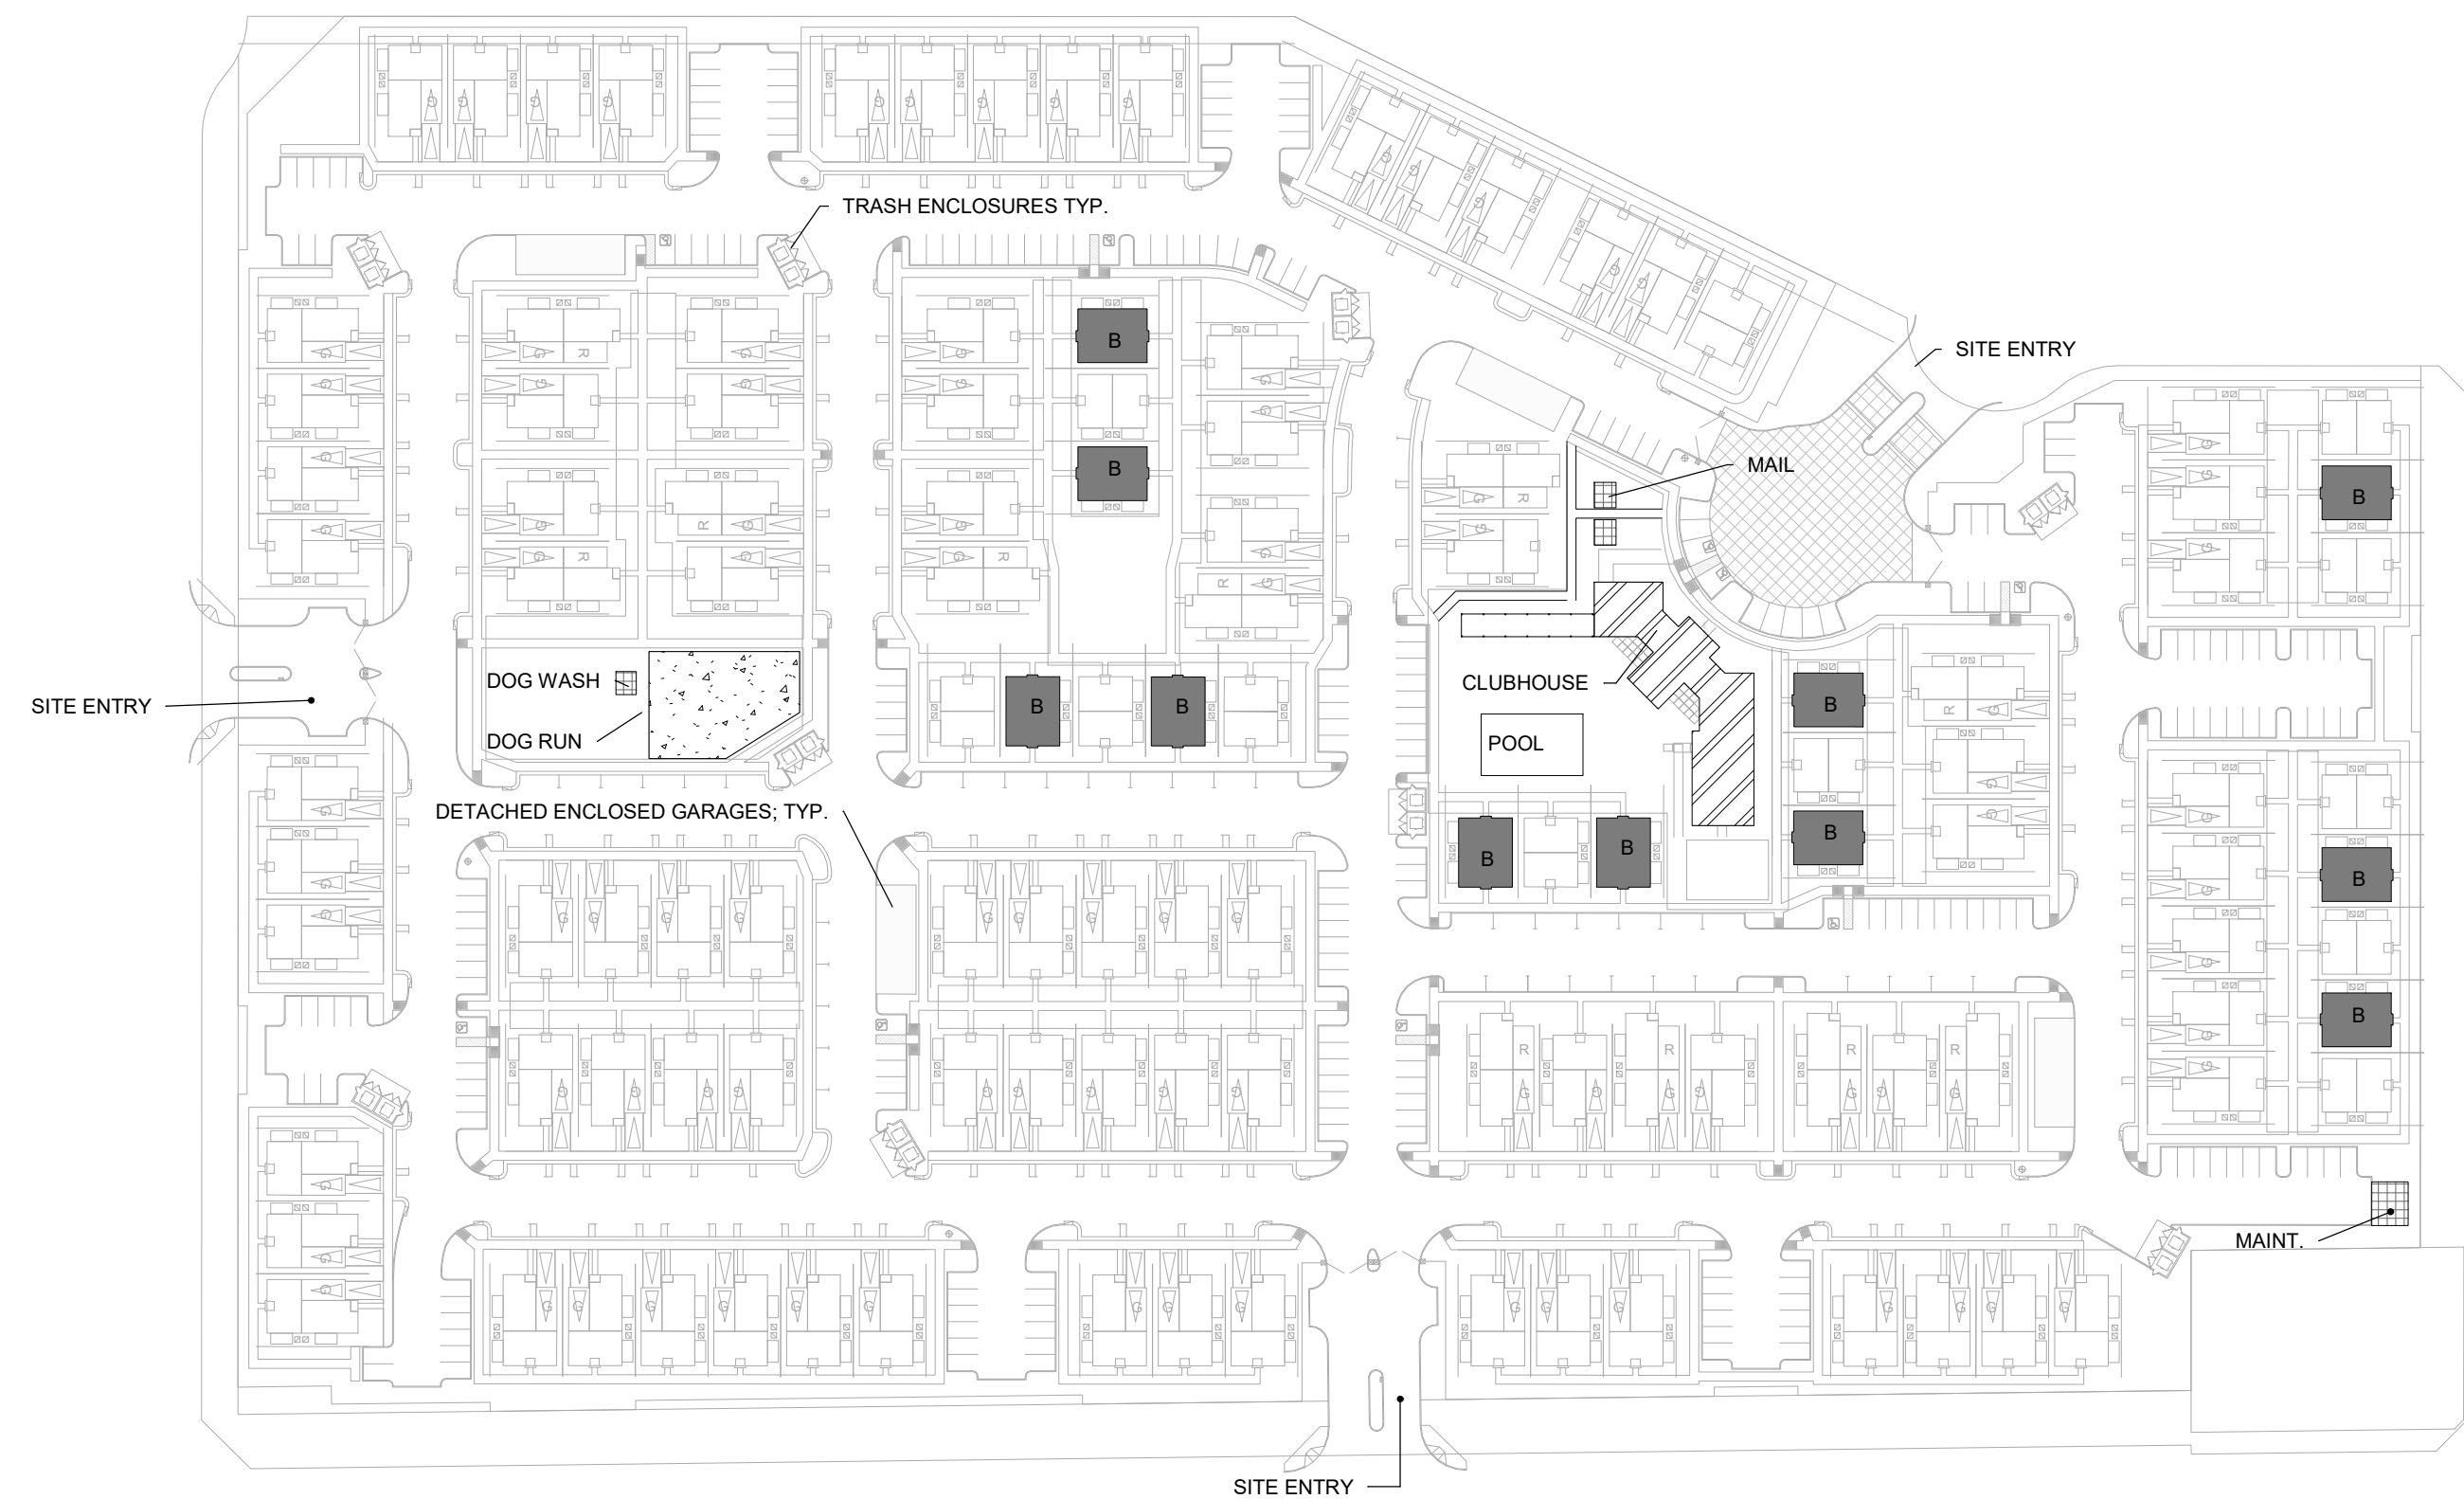 G G G G G G G G G
G
G
G
G
G
TRASH ENCLOSURES TYP.
B
SITE ENTRY
G G R G G
G G G G
G
B
MAIL
B
G G
G G R G R G
G G G R G G
G G G
R G
DOG WASH
CLUBHOUSE
SITE ENTRY
B B
B
R G
DOG RUN
POOL
G
G G
DETACHED ENCLOSED GARAGES; TYP.
B B
B
G
B
G
G G
G G G G G G G G G
G
B
G
R R R
G G G G G G G G G G G G G G
G
G
MAINT.
G
G G G G G G G G G G G G G G G G
SITE ENTRY